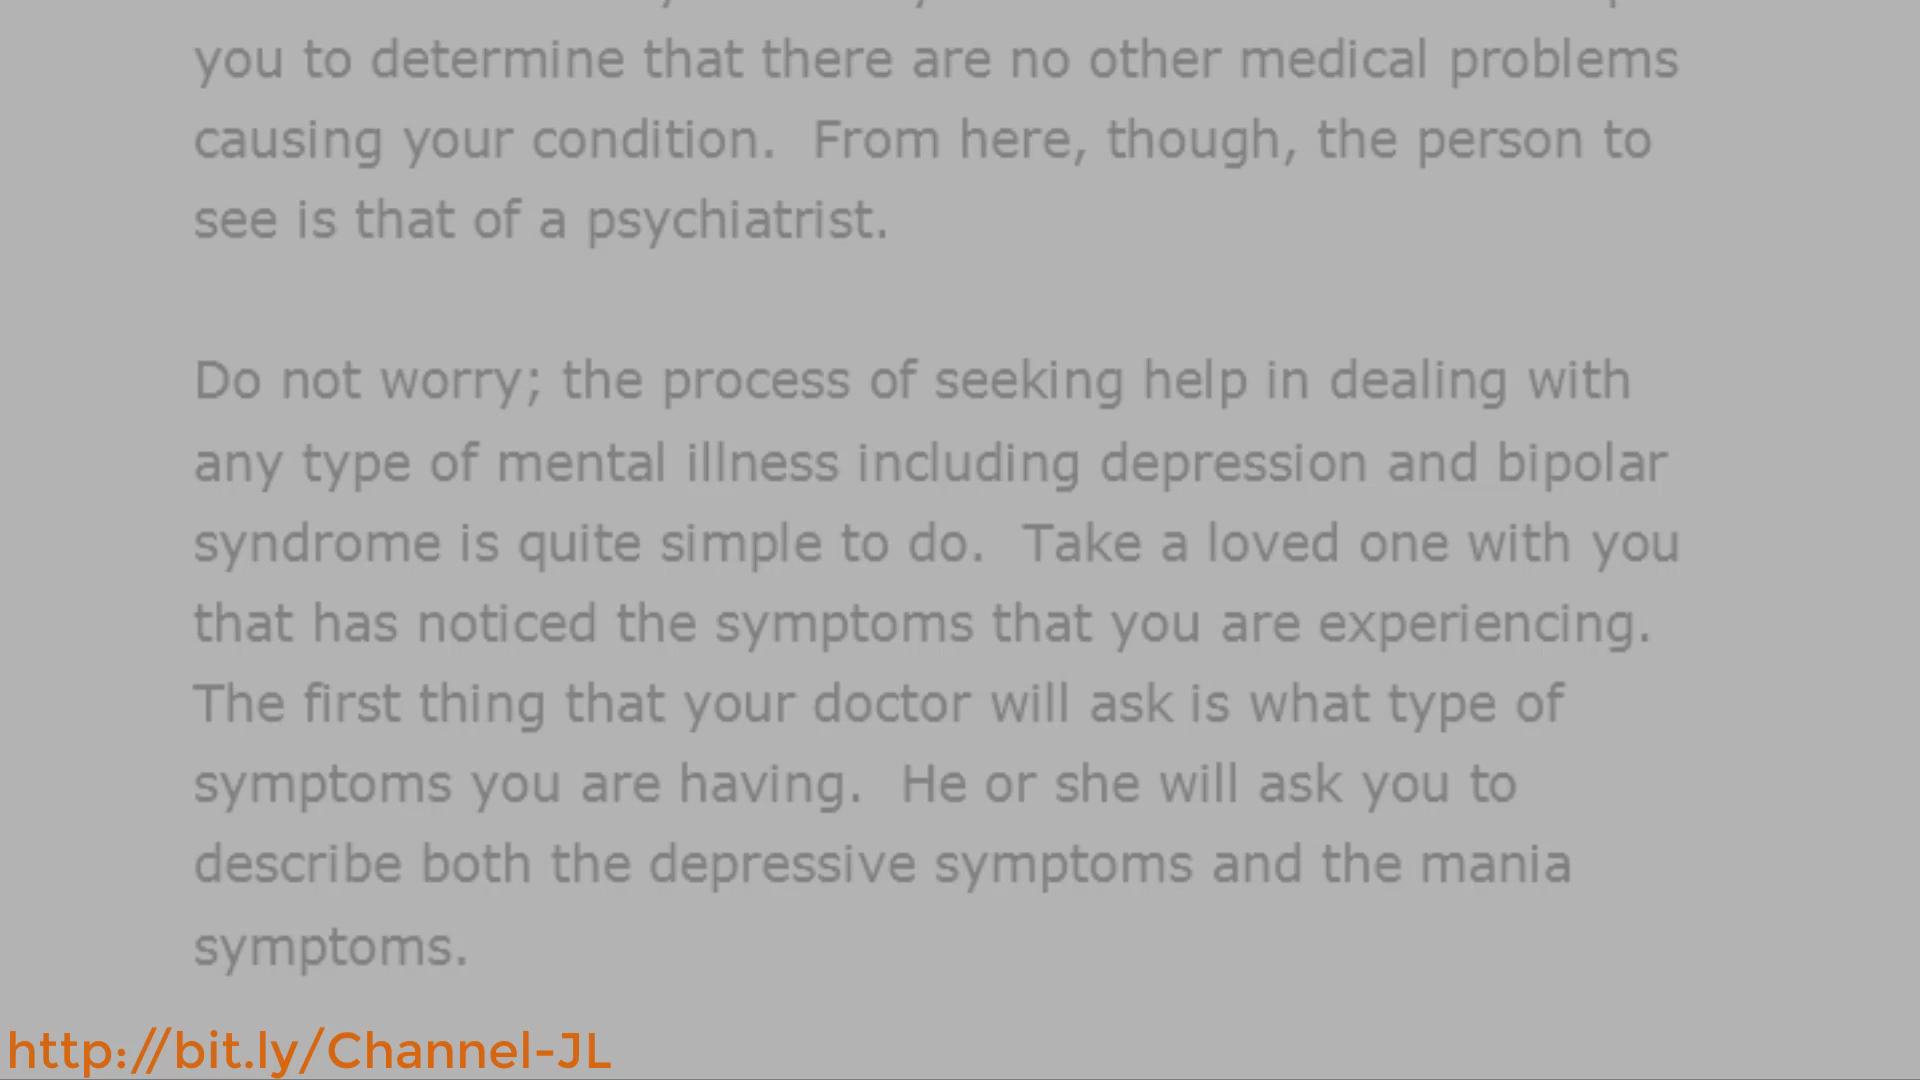 you to determine that there are no other medical problems
causing your condition.  From here, though, the person to
see is that of a psychiatrist.
Do not worry; the process of seeking help in dealing with
any type of mental illness including depression and bipolar
syndrome is quite simple to do.  Take a loved one with you
that has noticed the symptoms that you are experiencing.
The first thing that your doctor will ask is what type of
symptoms you are having.  He or she will ask you to
describe both the depressive symptoms and the mania
symptoms.
http://bit.ly/Channel-JL